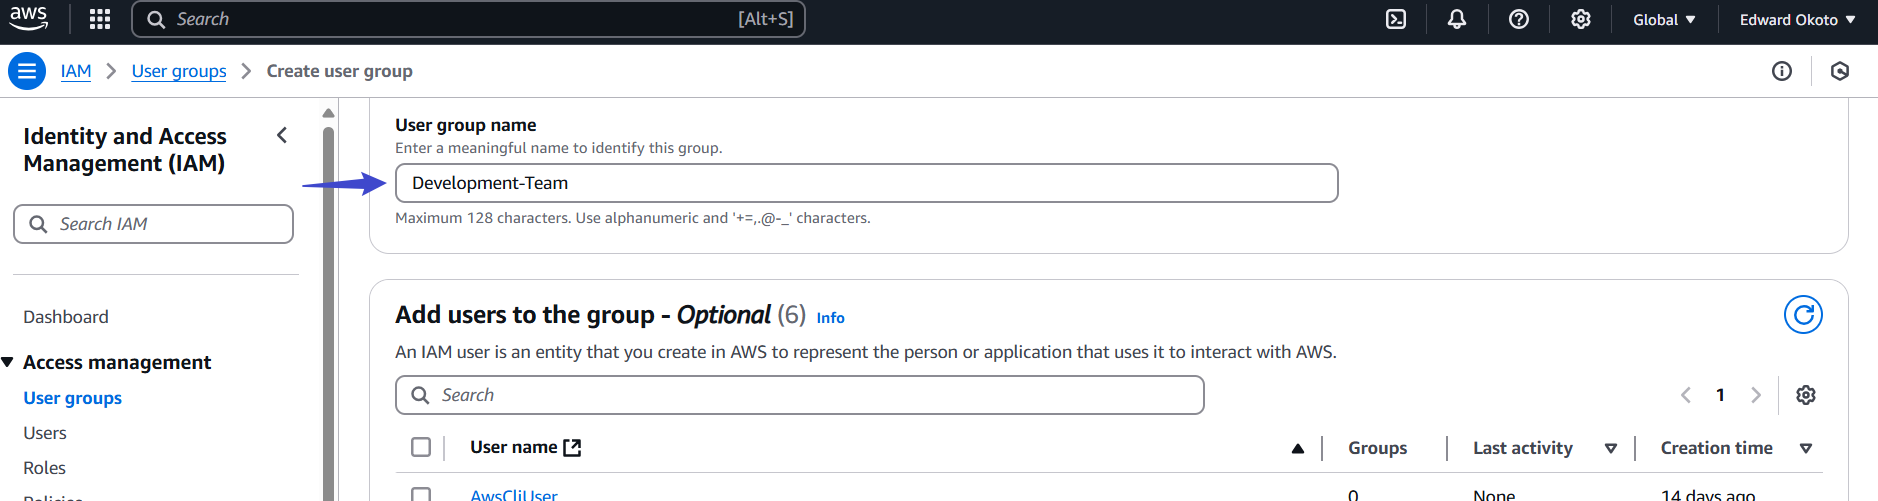 aws
Search [Alt+S]
Global Edward Okoto
IAM User groups Create user group
Identity and Access
Management (IAM)
Search IAM
Dashboard
Access management
User groups
Users
Roles
Policies
User group name
Enter a meaningful name to identify this group.
Development-Team
Maximum 128 characters. Use alphanumeric and '+=,.@-_' characters.
Add users to the group - Optional (6) Info
An IAM user is an entity that you create in AWS to represent the person or application that uses it to interact with AWS.
Search
1
User name Groups Last activity Creation time
AwsCliUser 0 None 14 days ago